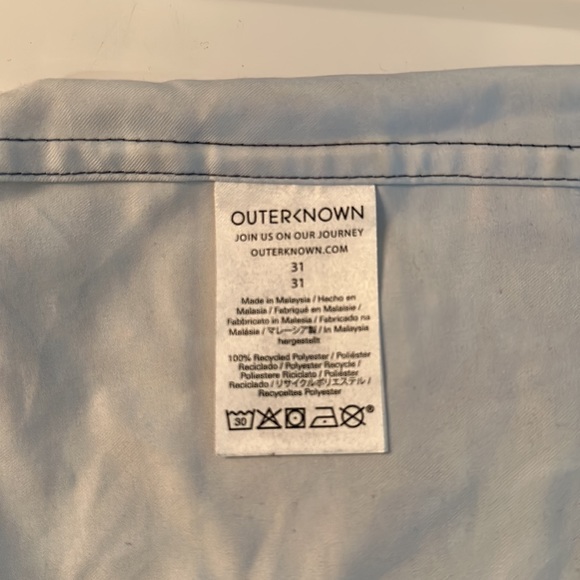 OUTERKNOWN
JOIN US ON OUR JOURNEY
OUTERKNOWN.COM
31
31
Made in Malaysia / Hecho en
Malasia / Fabriqué en Malaisie /
Fabbricato in Malesia / Fabricado na
Malásia / マレーシア製 / In Malaysia
hergestellt
100% Recycled Polyester / Poliéster
Reciclado / Polyester Recycle /
Poliestere Riciclato / Poliéster
Reciclado / リサイクルポリエステル /
Recyceltes Polyester
30
®